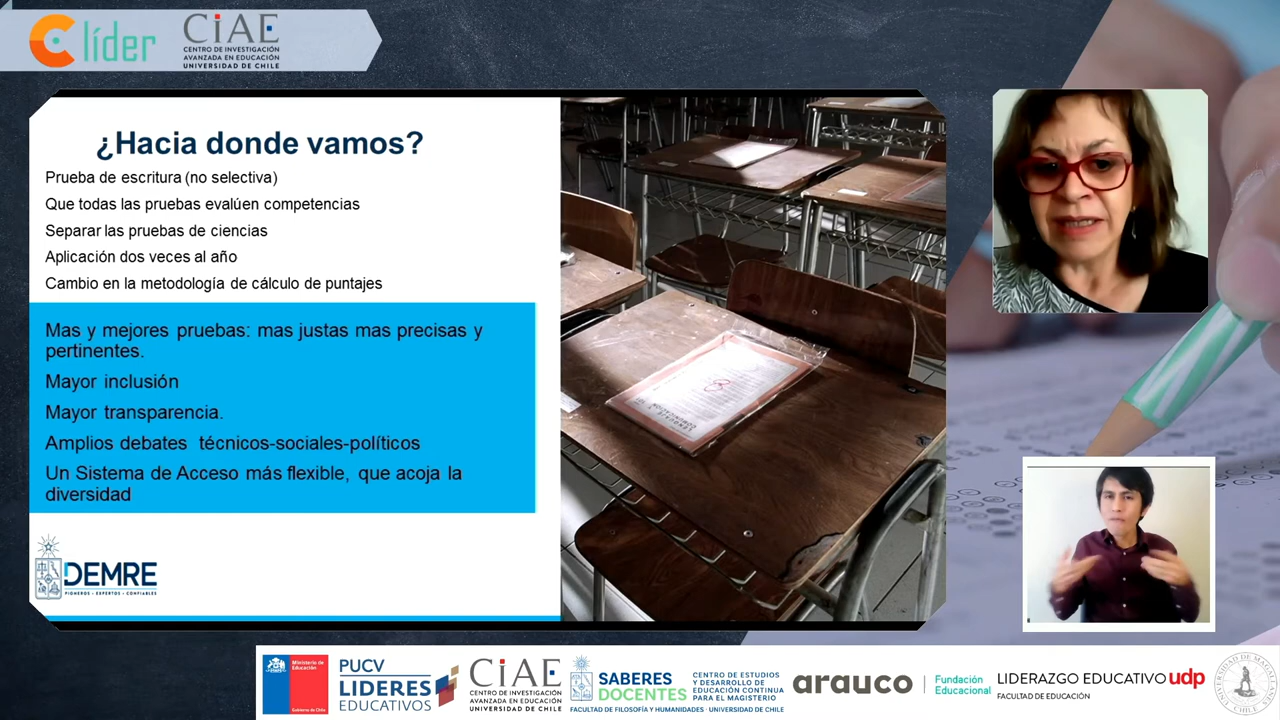 líder
CiAE
CENTRO DE INVESTIGACIÓN
AVANZADA EN EDUCACIÓN
UNIVERSIDAD DE CHILE
¿Hacia donde vamos?
Prueba de escritura (no selectiva)
Que todas las pruebas evalúen competencias
Separar las pruebas de ciencias
Aplicación dos veces al año
Cambio en la metodología de cálculo de puntajes
Mas y mejores pruebas: mas justas mas precisas y
pertinentes.
Mayor inclusión
Mayor transparencia.
Amplios debates técnicos-sociales-políticos
Un Sistema de Acceso más flexible, que acoja la
diversidad
DEMRE
PIONEROS - EXPERTOS - CONFIABLES
Ministerio de
Educación
Gobierno de Chile
PUCV
LIDERES
EDUCATIVOS
CiAE
CENTRO DE INVESTIGACIÓN
AVANZADA EN EDUCACIÓN
UNIVERSIDAD DE CHILE
SABERES
DOCENTES
CENTRO DE ESTUDIOS
Y DESARROLLO DE
EDUCACIÓN CONTINUA
PARA EL MAGISTERIO
FACULTAD DE FILOSOFÍA Y HUMANIDADES · UNIVERSIDAD DE CHILE
arauco
Fundación
Educacional
LIDERAZGO EDUCATIVO udp
FACULTAD DE EDUCACIÓN